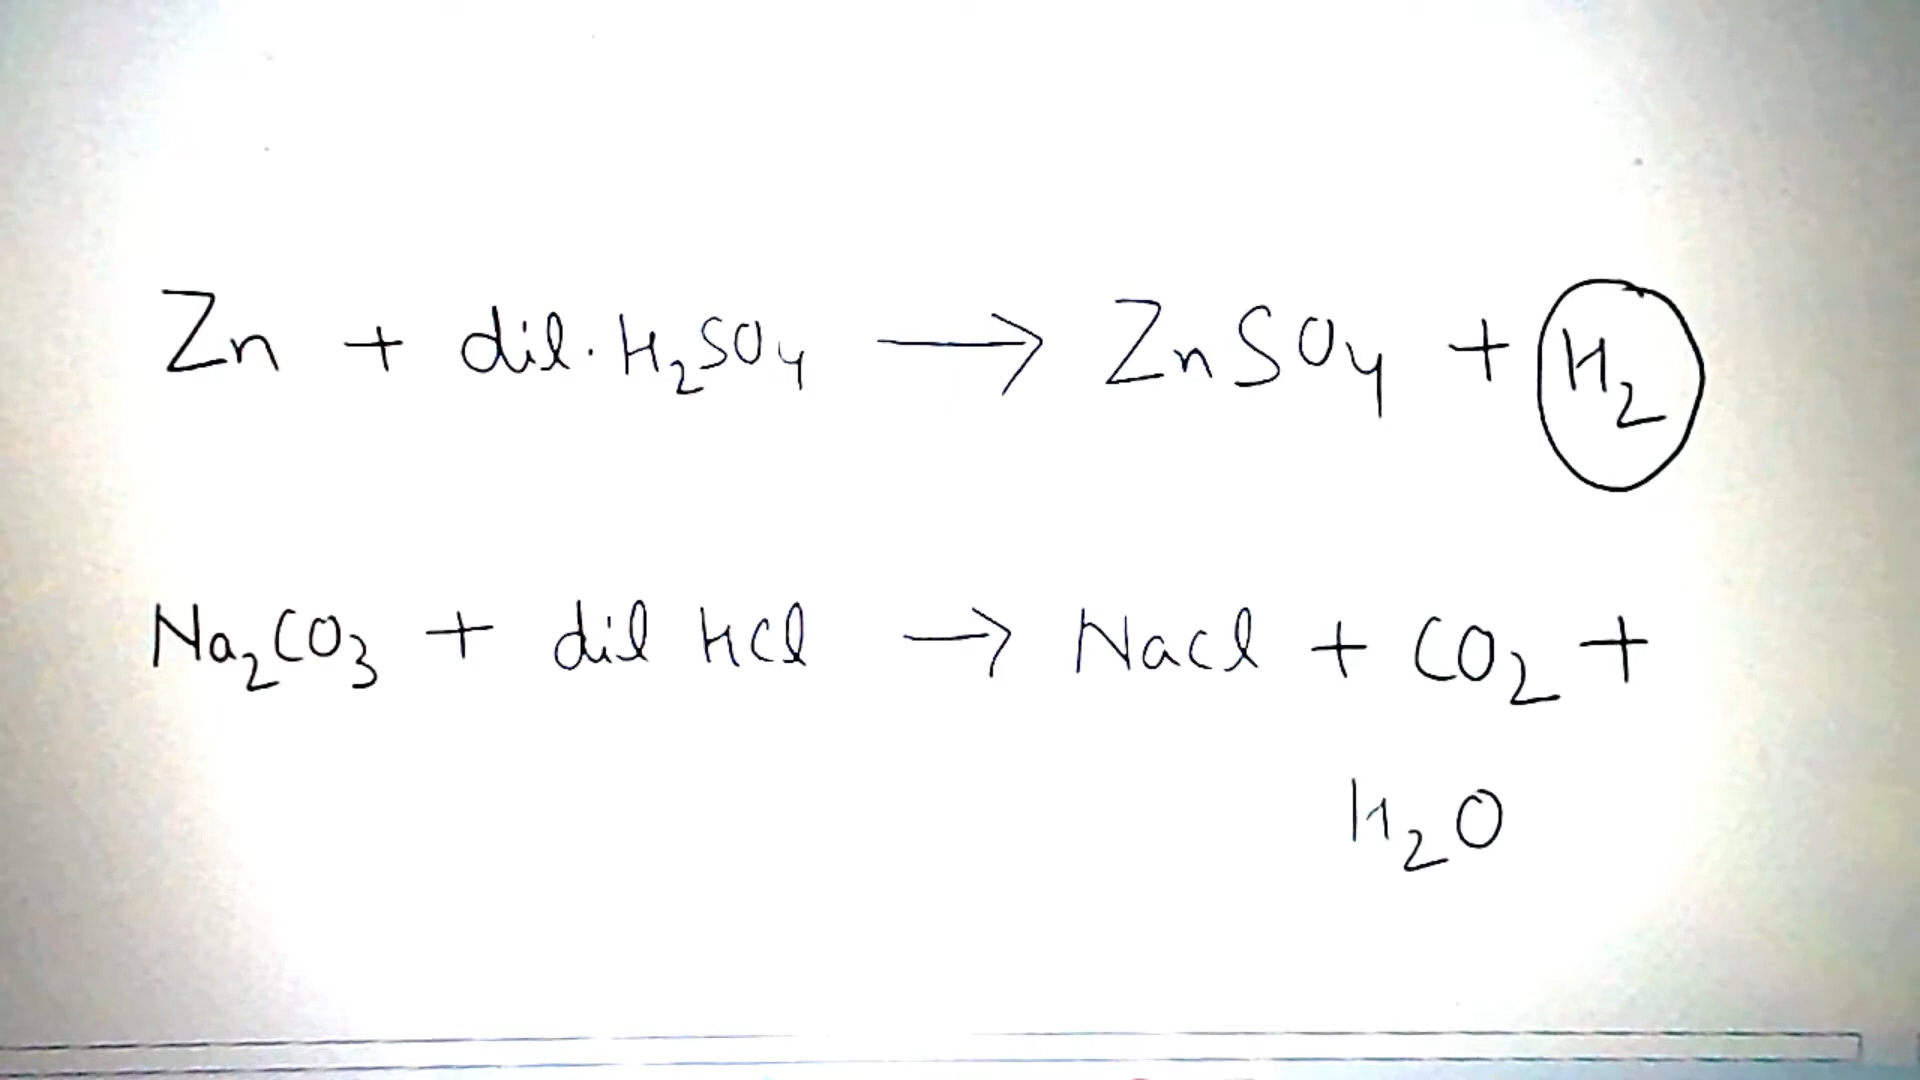 Zn + dil. H₂SO₄ → ZnSO₄ + H₂
Na₂CO₃ + dil HCl → NaCl + CO₂ +
H₂O